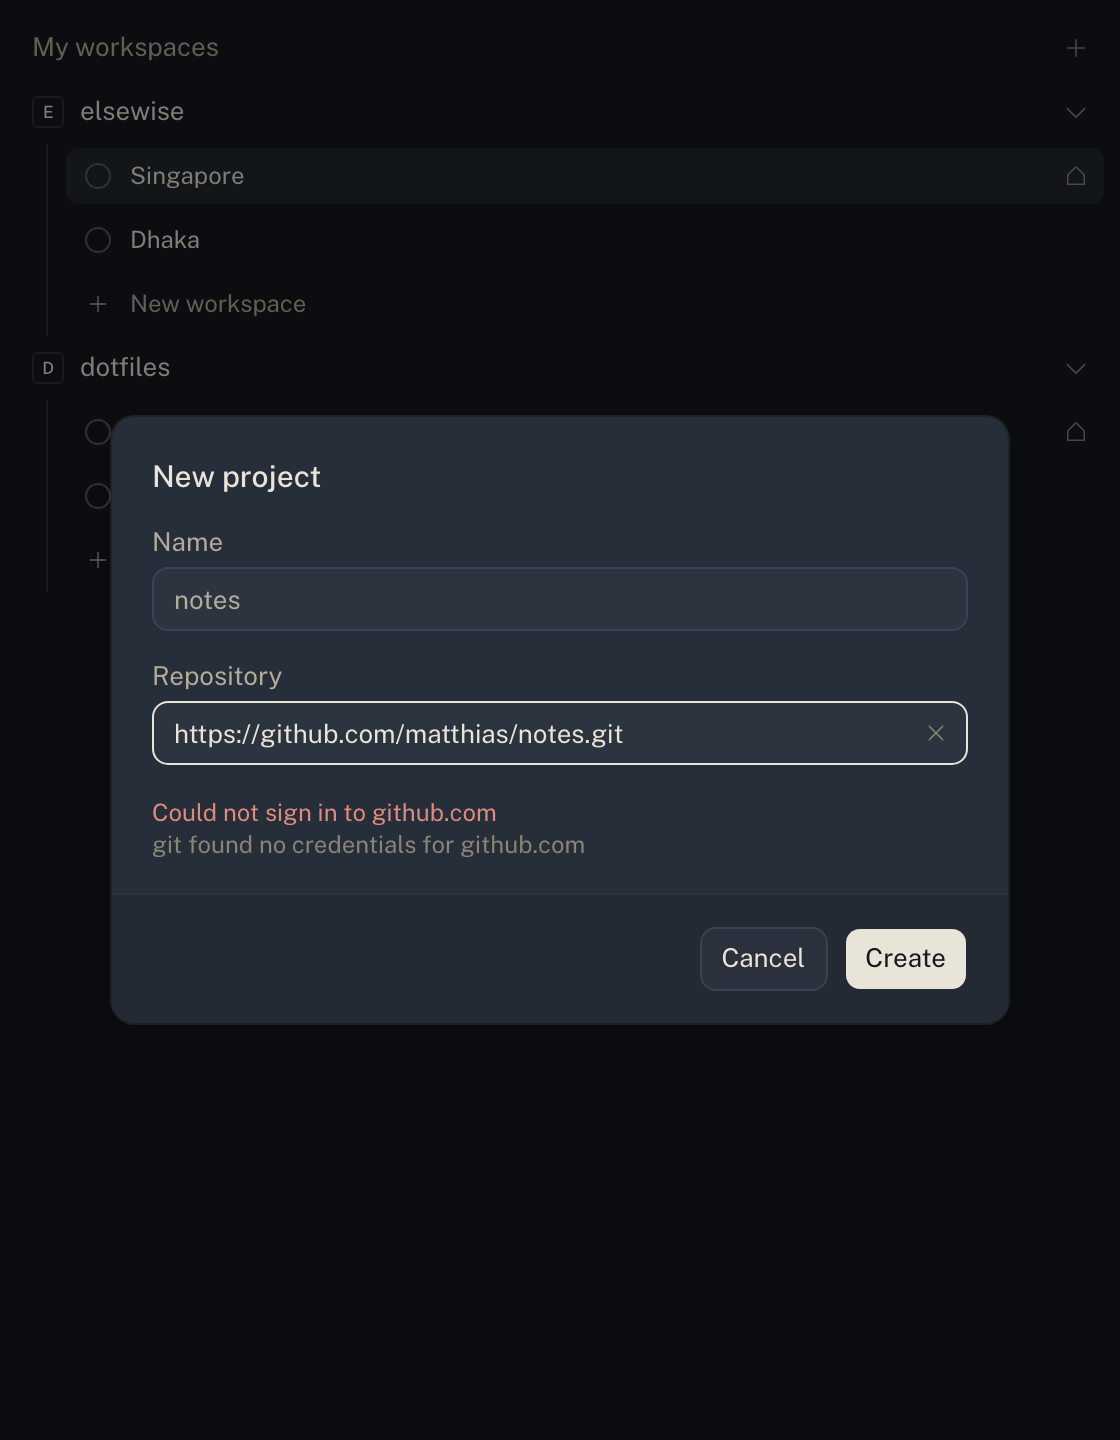 My workspaces
E elsewise
Singapore
Dhaka
New workspace
D dotfiles
New project
Name
notes
Repository
https://github.com/matthias/notes.git
Could not sign in to github.com
git found no credentials for github.com
Cancel Create